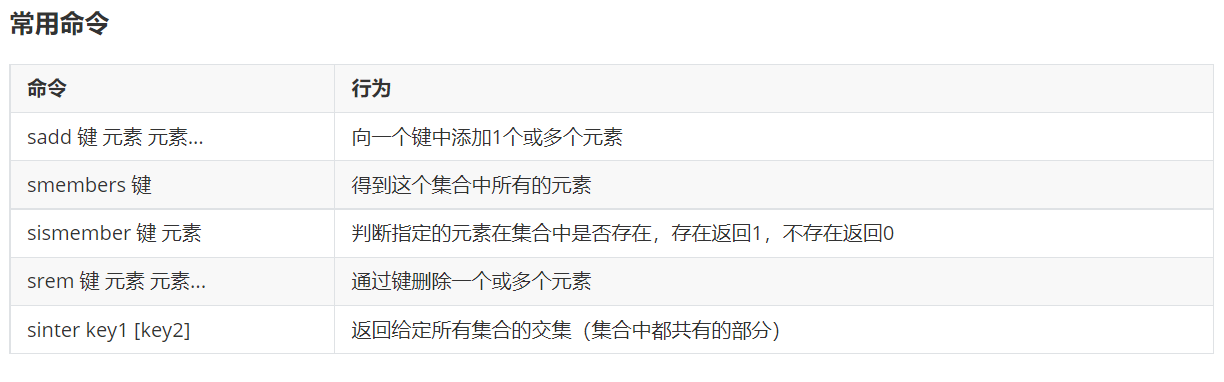 常用命令
命令 行为
sadd 键 元素 元素... 向一个键中添加1个或多个元素
smembers 键 得到这个集合中所有的元素
sismember 键 元素 判断指定的元素在集合中是否存在，存在返回1，不存在返回0
srem 键 元素 元素... 通过键删除一个或多个元素
sinter key1 [key2] 返回给定所有集合的交集（集合中都共有的部分）